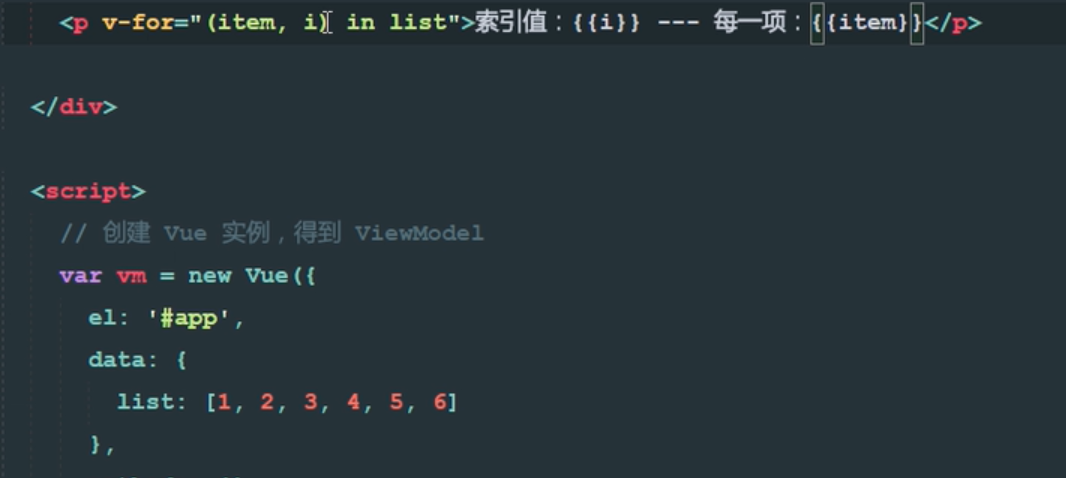 <p v-for="(item, i) in list">索引值：{{i}} --- 每一项：{{item}}</p>
</div>
<script>
// 创建 Vue 实例，得到 ViewModel
var vm = new Vue({
el: '#app',
data: {
list: [1, 2, 3, 4, 5, 6]
},